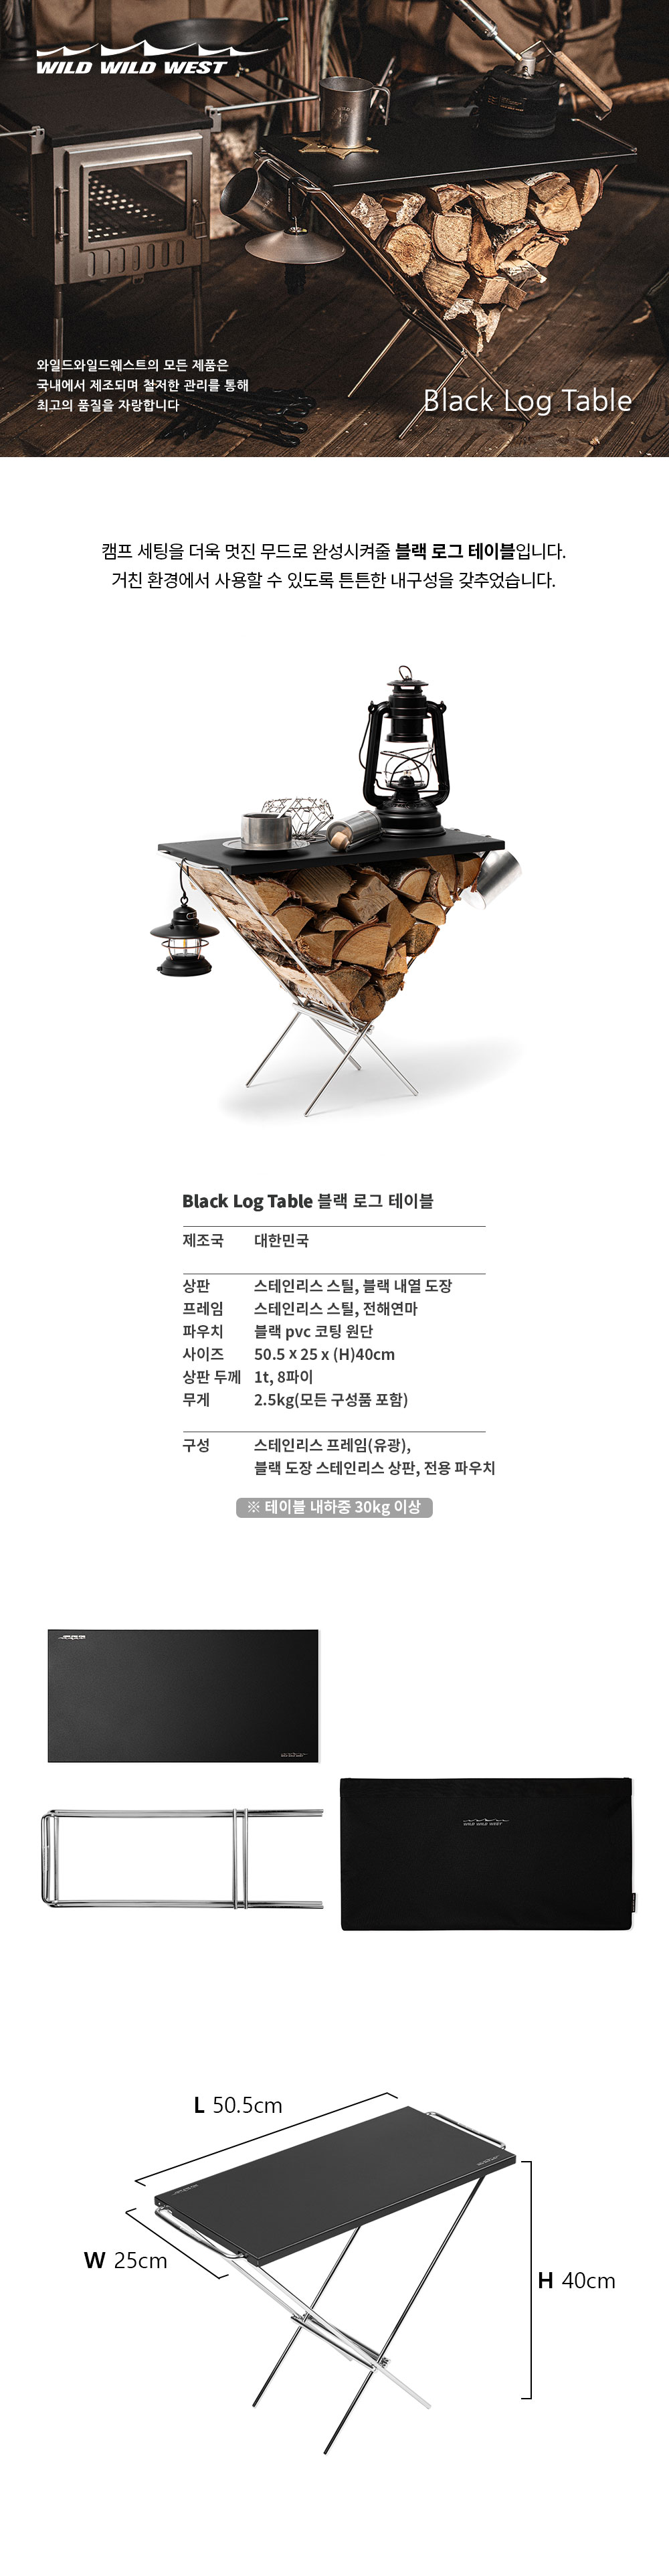 WILD WILD WEST
와일드와일드웨스트의 모든 제품은
국내에서 제조되며 철저한 관리를 통해
최고의 품질을 자랑합니다
Black Log Table
캠프 세팅을 더욱 멋진 무드로 완성시켜줄 블랙 로그 테이블입니다.
거친 환경에서 사용할 수 있도록 튼튼한 내구성을 갖추었습니다.
Black Log Table 블랙 로그 테이블
제조국 대한민국
상판 스테인리스 스틸, 블랙 내열 도장
프레임 스테인리스 스틸, 전해연마
파우치 블랙 pvc 코팅 원단
사이즈 50.5 x 25 x (H)40cm
상판 두께 1t, 8파이
무게 2.5kg(모든 구성품 포함)
구성 스테인리스 프레임(유광),
블랙 도장 스테인리스 상판, 전용 파우치
※ 테이블 내하중 30kg 이상
WILD WILD WEST
L 50.5cm
W 25cm
H 40cm